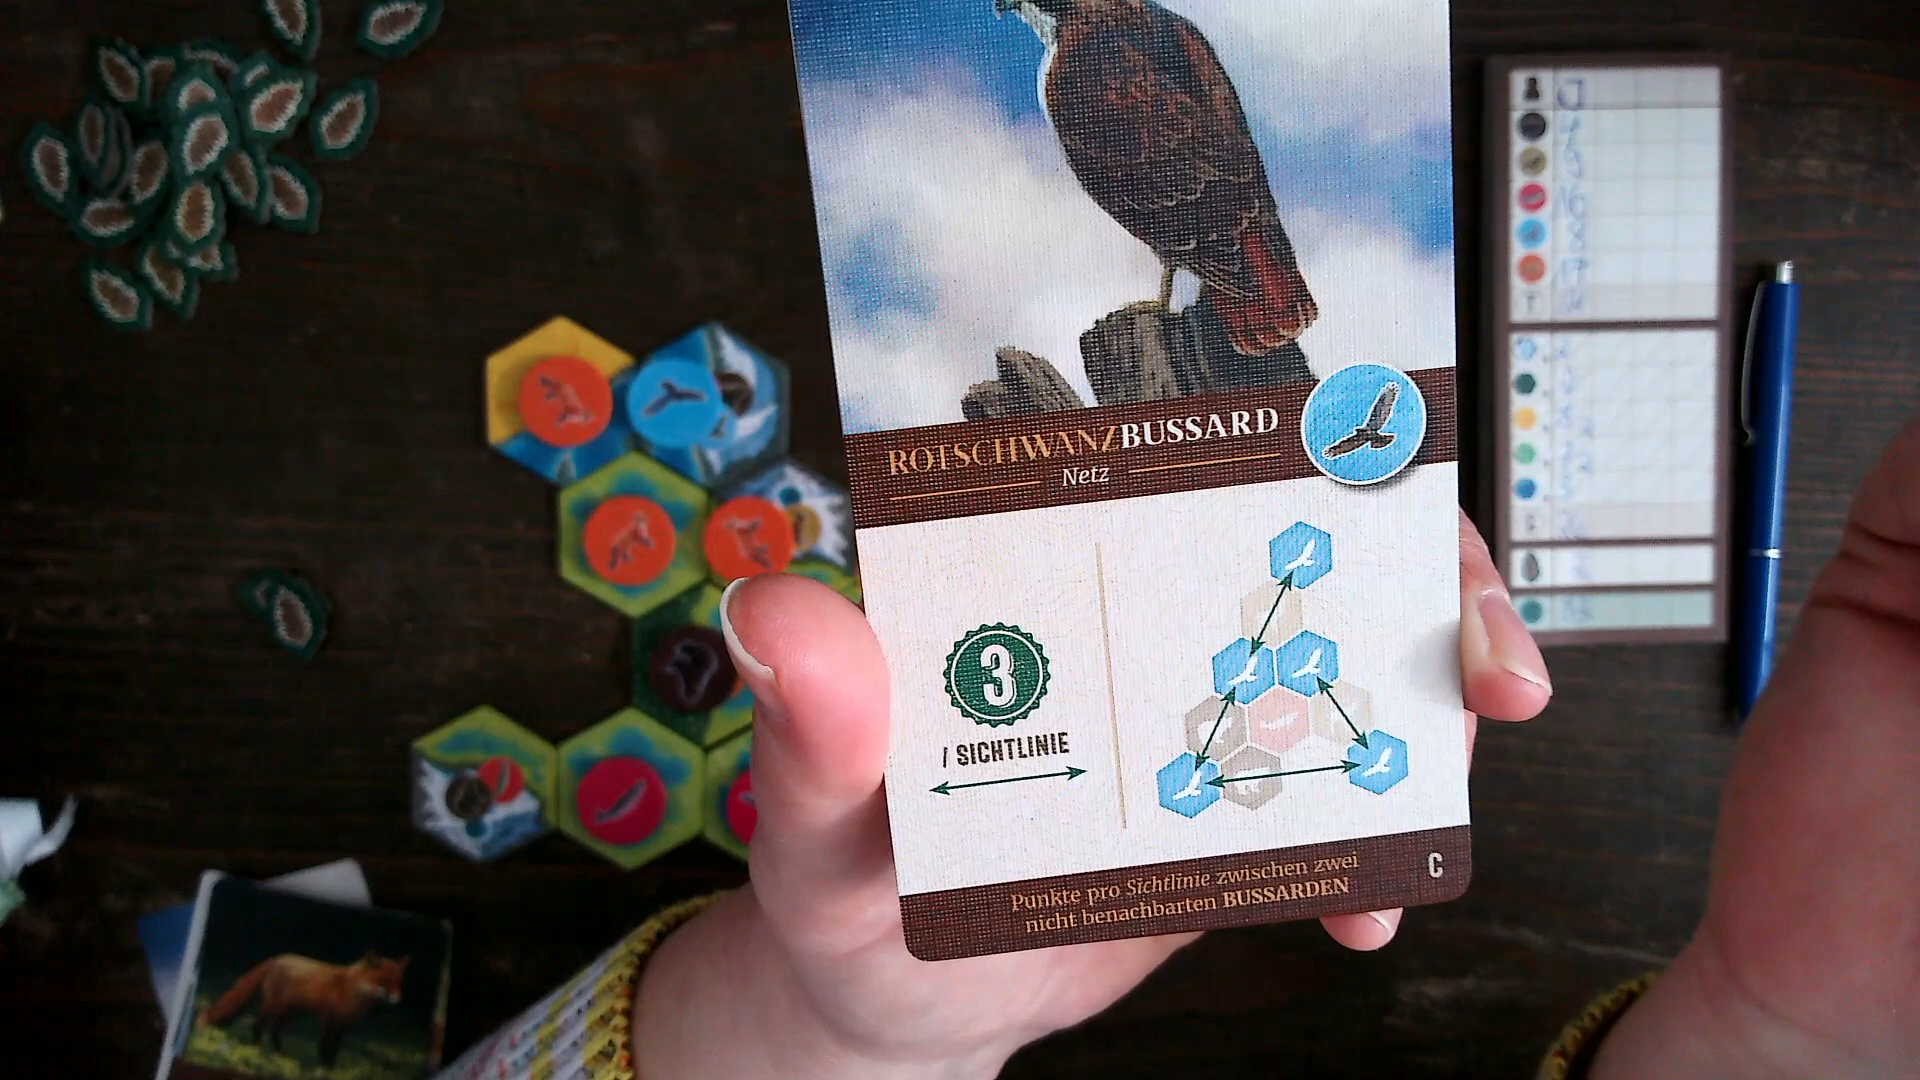 ROTSCHWANZBUSSARD
Netz
3
/ SICHTLINIE
Punkte pro Sichtlinie zwischen zwei
nicht benachbarten BUSSARDEN
C